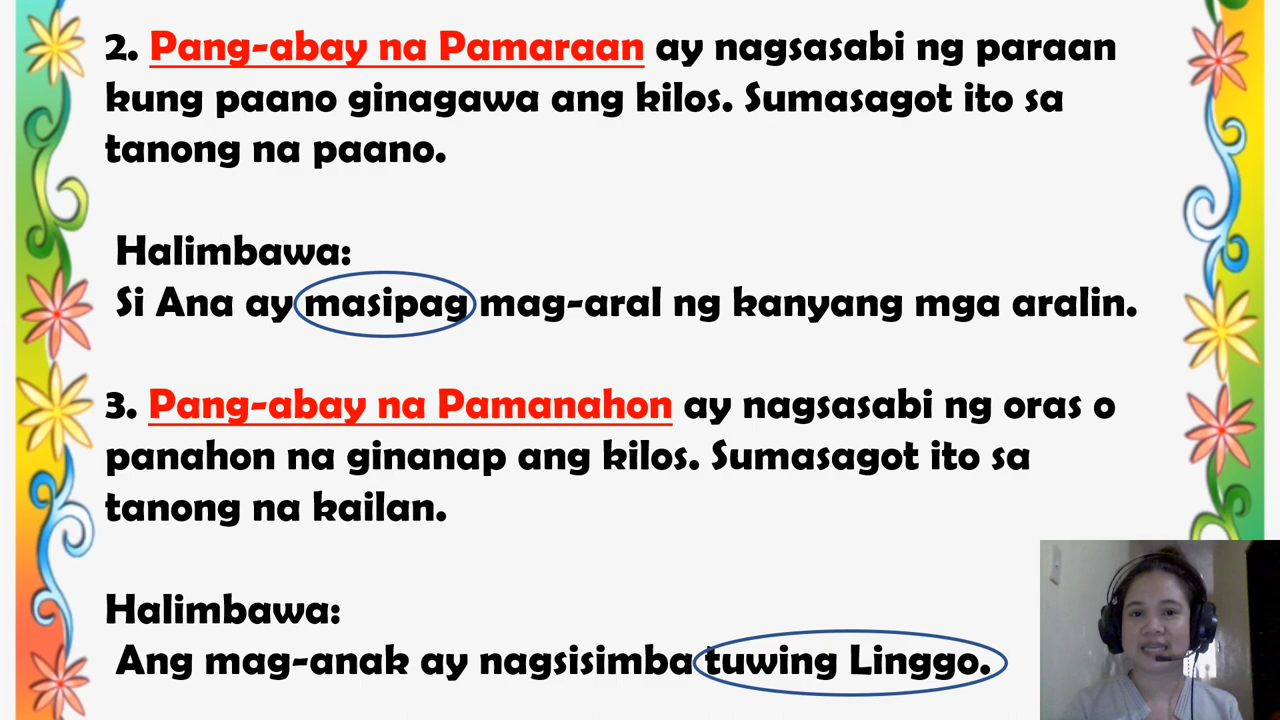 2. Pang-abay na Pamaraan ay nagsasabi ng paraan
kung paano ginagawa ang kilos. Sumasagot ito sa
tanong na paano.
Halimbawa:
Si Ana ay masipag mag-aral ng kanyang mga aralin.
3. Pang-abay na Pamanahon ay nagsasabi ng oras o
panahon na ginanap ang kilos. Sumasagot ito sa
tanong na kailan.
Halimbawa:
Ang mag-anak ay nagsisimba tuwing Linggo.